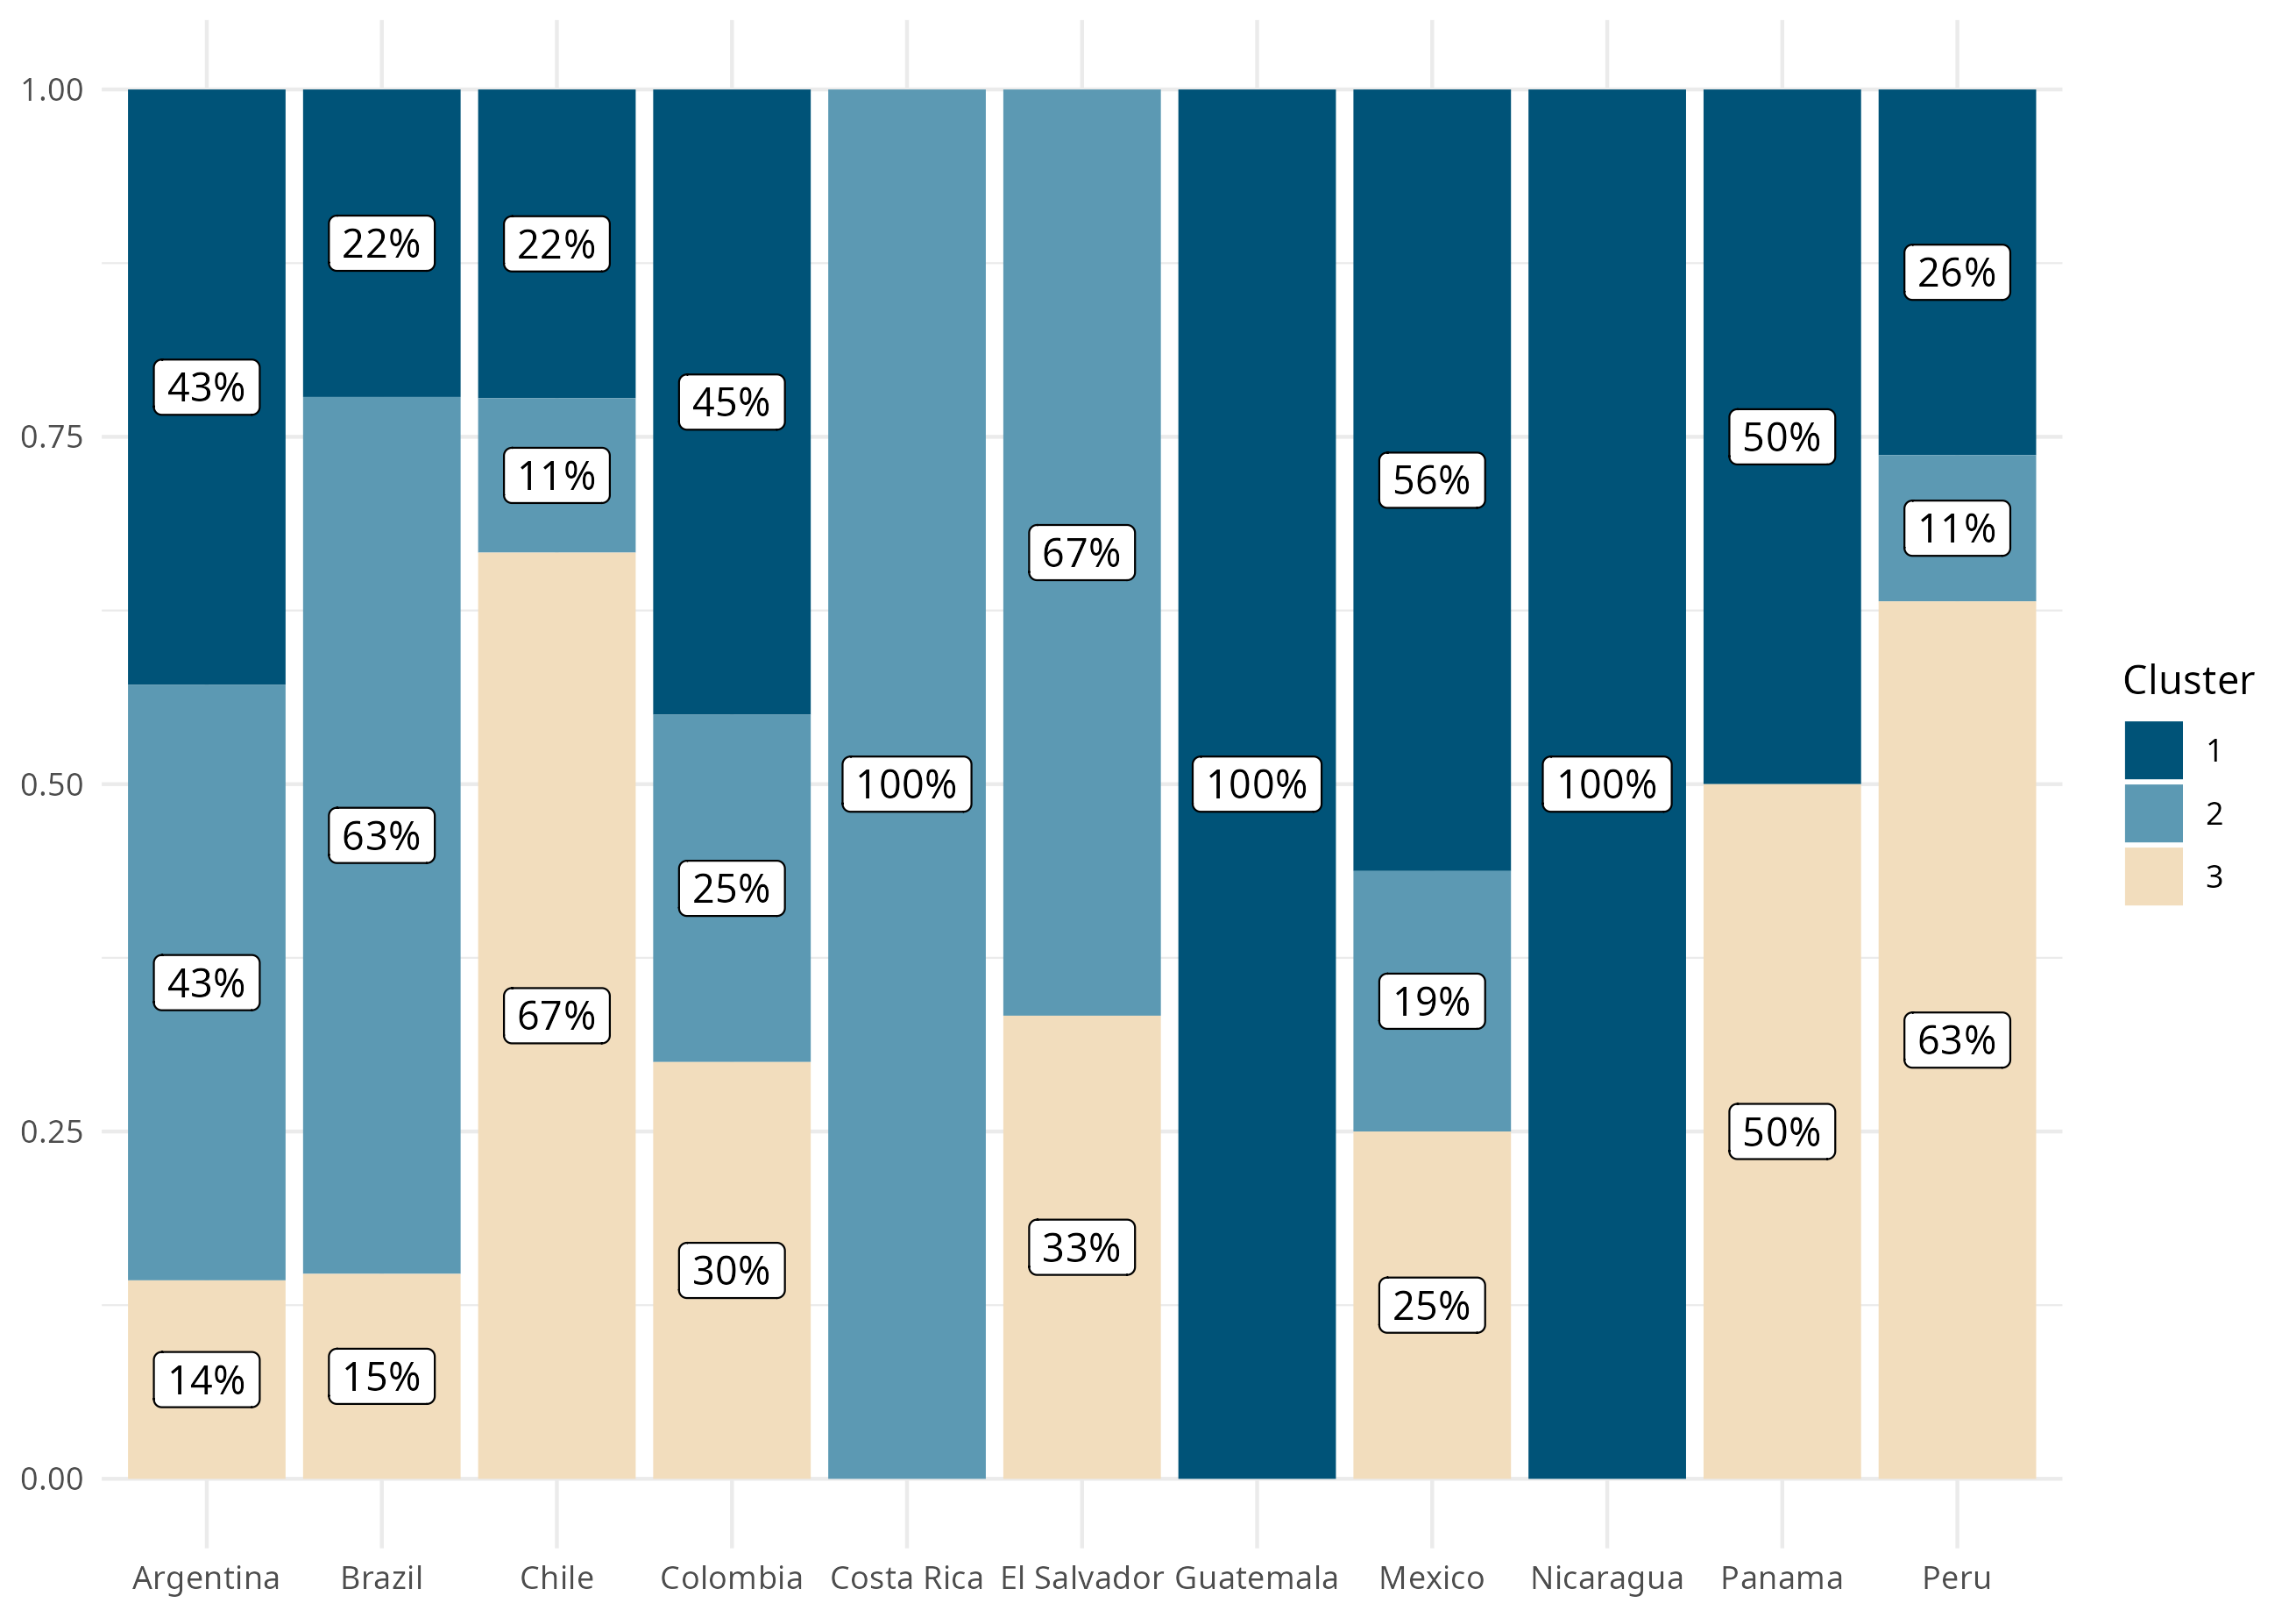 1.00
0.75
0.50
0.25
0.00
43%
43%
14%
22%
63%
15%
22%
11%
67%
45%
25%
30%
100%
67%
33%
100%
56%
19%
25%
100%
50%
50%
26%
11%
63%
Argentina
Brazil
Chile
Colombia
Costa Rica
El Salvador
Guatemala
Mexico
Nicaragua
Panama
Peru
Cluster
1
2
3